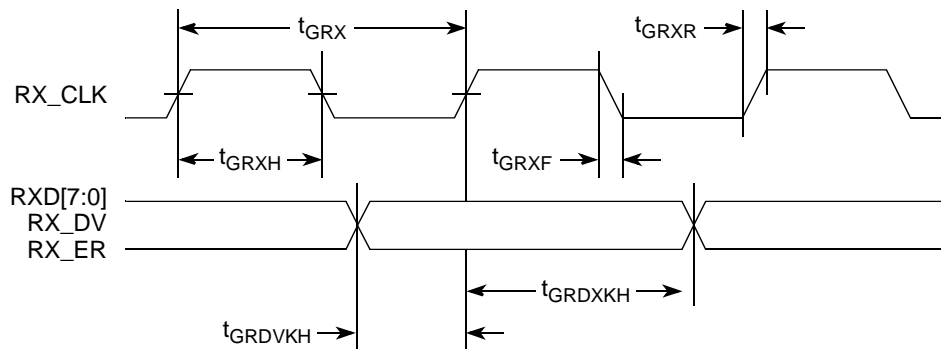 tGRX
tGRXR
RX_CLK
tGRXH
tGRXF
RXD[7:0]
RX_DV
RX_ER
tGRDXKH
tGRDVKH